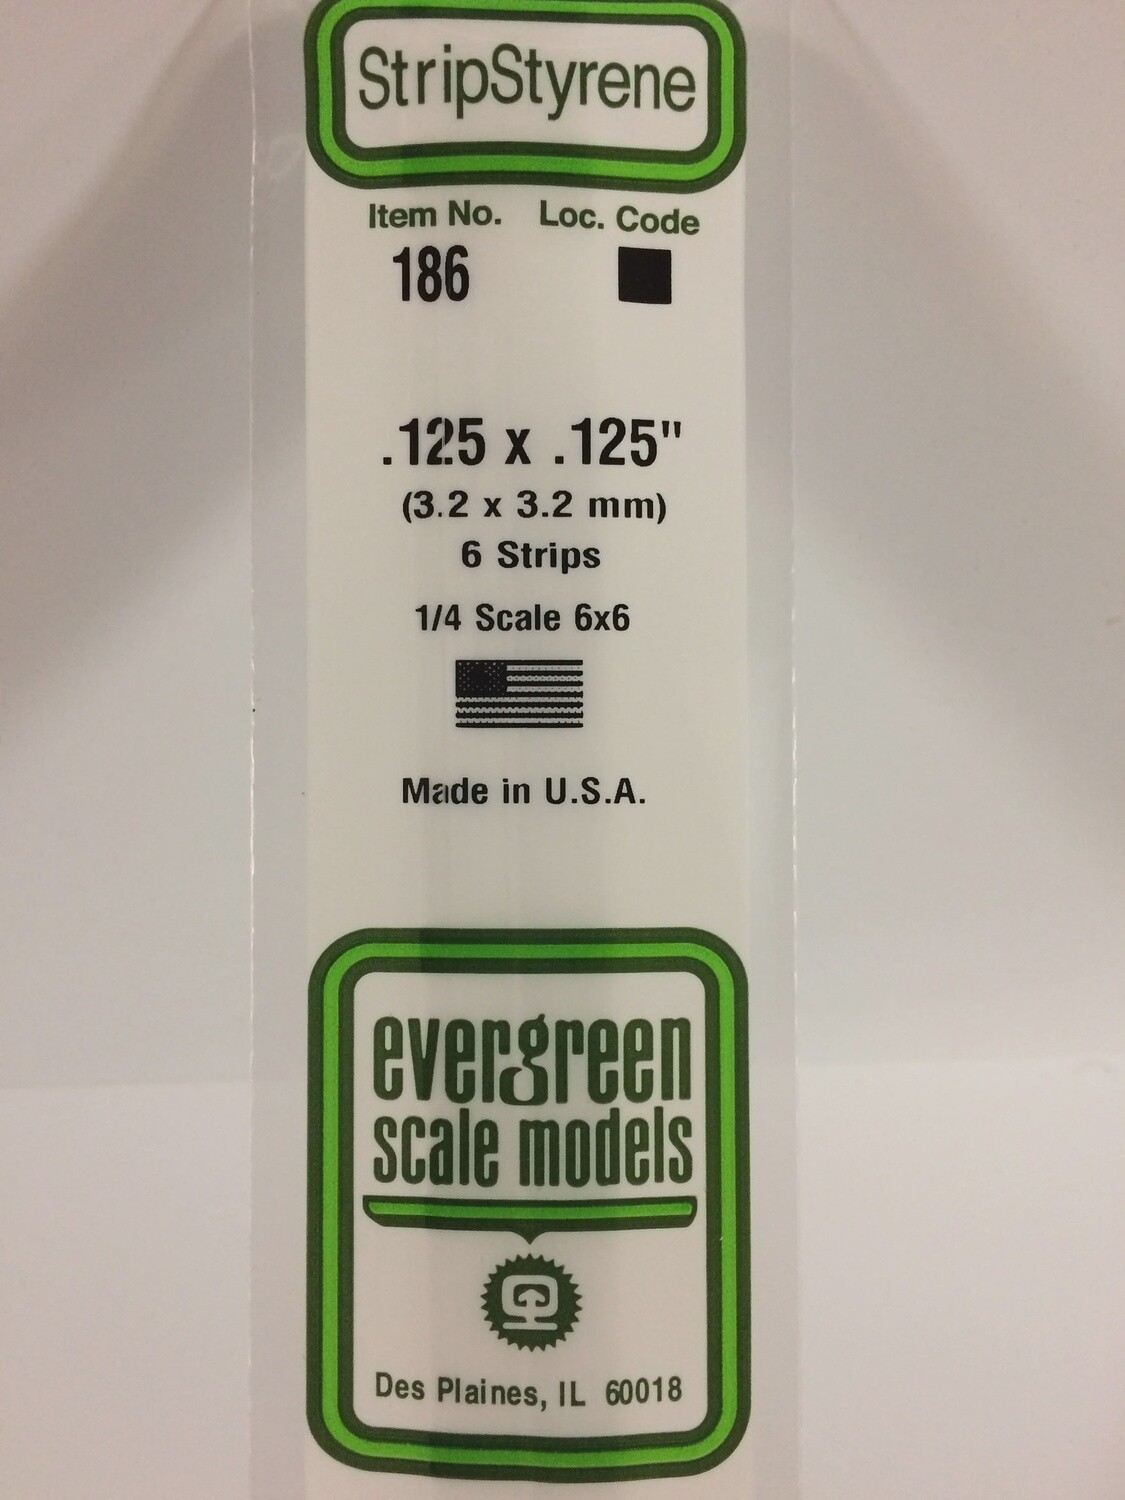 StripStyrene
Item No. Loc. Code
186
.125 x .125"
(3.2 x 3.2 mm)
6 Strips
1/4 Scale 6x6
Made in U.S.A.
evergreen
scale models
Des Plaines, IL 60018